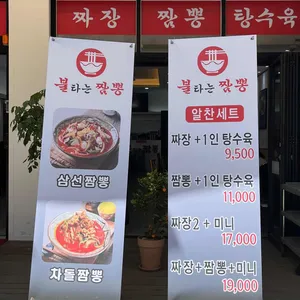 짜장 짬뽕 탕수육
불타는짬뽕
삼선짬뽕
차돌짬뽕
불타는짬뽕
알찬세트
짜장+1인 탕수육
9,500
짬뽕+1인 탕수육
11,000
짜장2+미니
17,000
짜장+짬뽕+미니
19,000